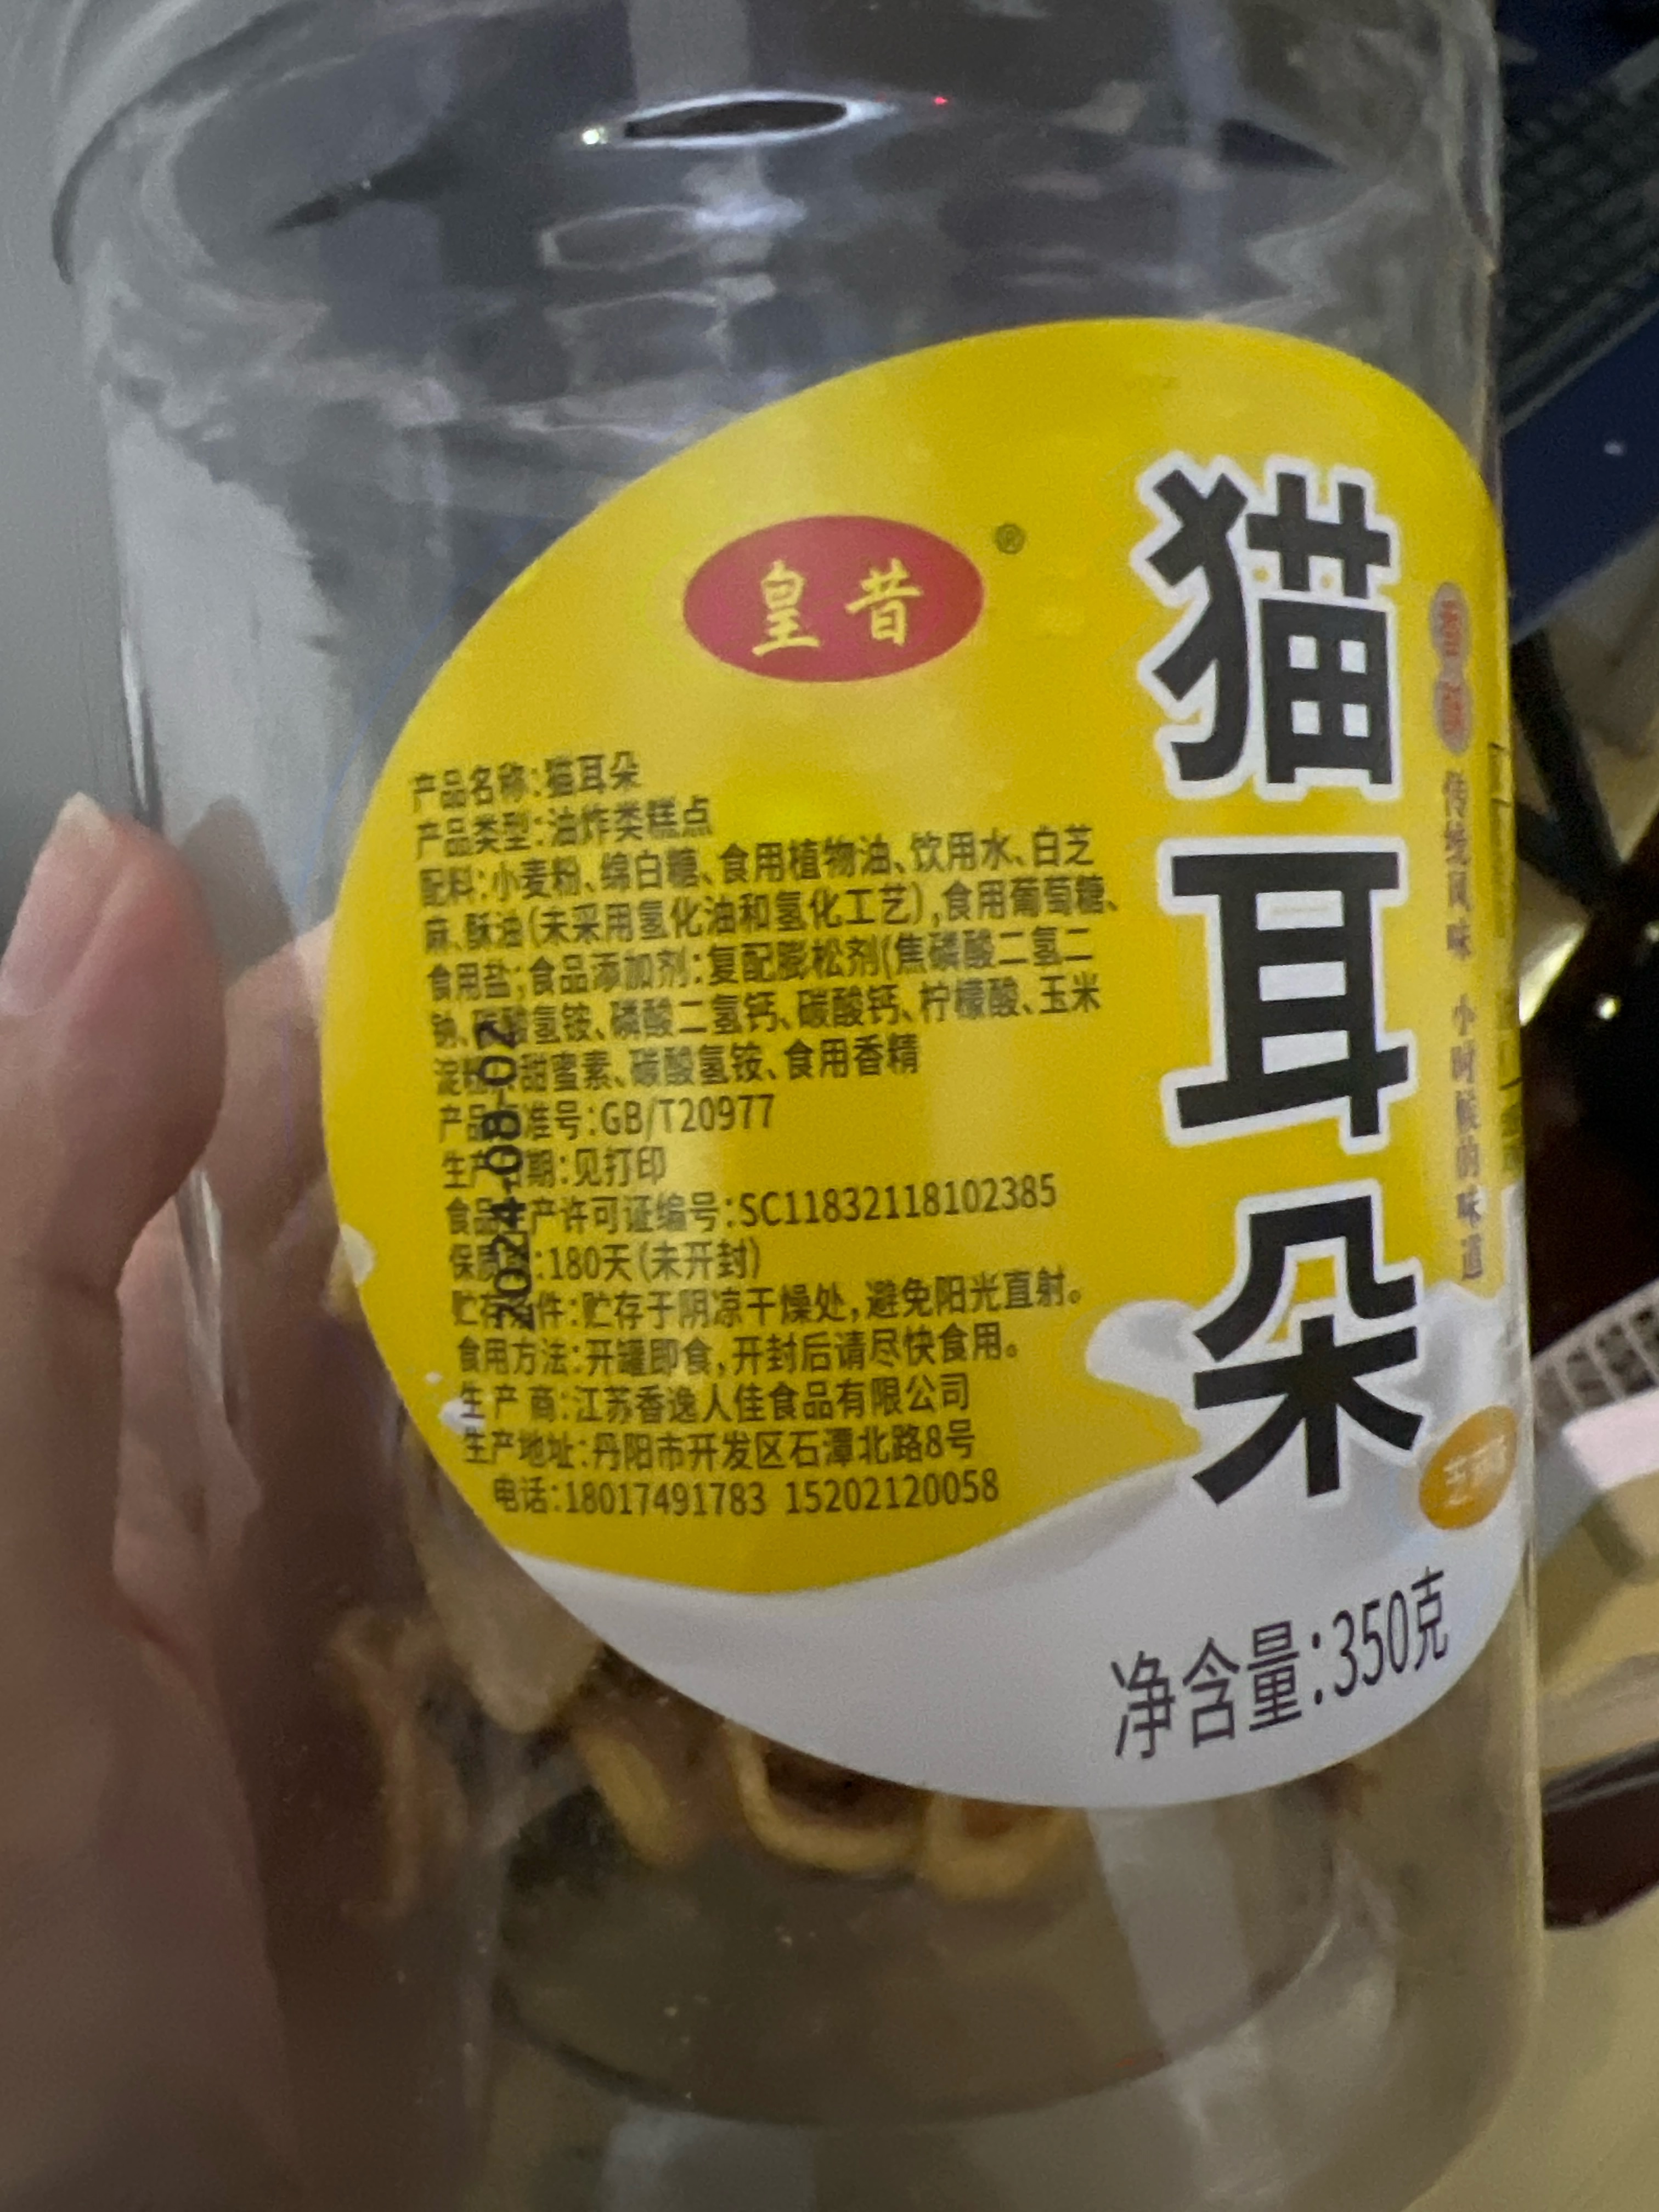 皇昔
®
猫耳朵
传统风味 小时候的味道
产品名称:猫耳朵
产品类型:油炸类糕点
配料:小麦粉、绵白糖、食用植物油、饮用水、白芝
麻、酥油(未采用氢化油和氢化工艺),食用葡萄糖、
食用盐;食品添加剂:复配膨松剂(焦磷酸二氢二
钠、碳酸氢铵、磷酸二氢钙、碳酸钙、柠檬酸、玉米
淀粉 甜蜜素、碳酸氢铵、食用香精
产品 准号:GB/T20977
生产日期:见打印
食品生产许可证编号:SC11832118102385
保质期:180天(未开封)
贮存条件:贮存于阴凉干燥处,避免阳光直射。
食用方法:开罐即食,开封后请尽快食用。
生产商:江苏香逸人佳食品有限公司
生产地址:丹阳市开发区石潭北路8号
电话:18017491783 15202120058
2024-08-02
净含量:350克